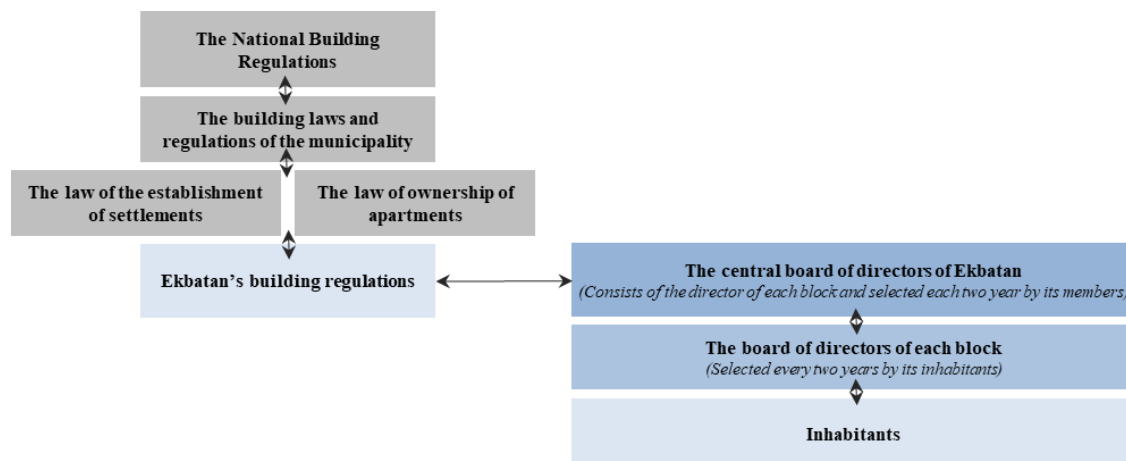 The National Building
Regulations
The building laws and
regulations of the municipality
The law of the establishment
of settlements
The law of ownership of
apartments
Ekbatan's building regulations
The central board of directors of Ekbatan
(Consists of the director of each block and selected each two year by its members)
The board of directors of each block
(Selected every two years by its inhabitants)
Inhabitants